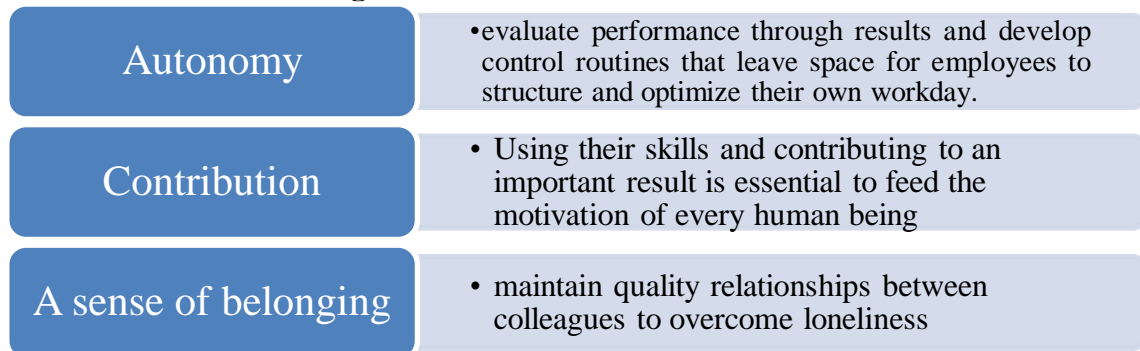 Autonomy
•evaluate performance through results and develop
control routines that leave space for employees to
structure and optimize their own workday.
Contribution
• Using their skills and contributing to an
important result is essential to feed the
motivation of every human being
A sense of belonging
• maintain quality relationships between
colleagues to overcome loneliness